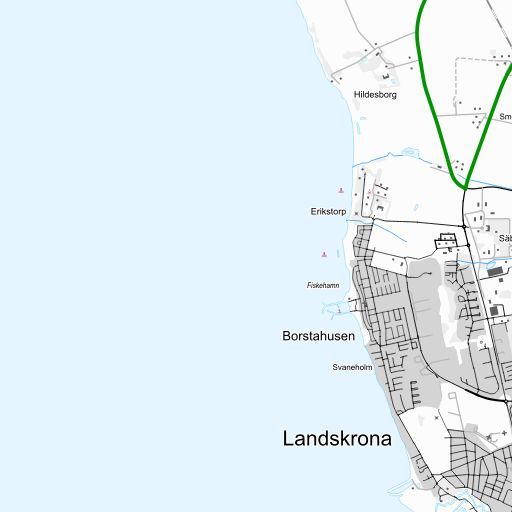 Hildesborg
Erikstorp
Fiskehamn
Borstahusen
Svaneholm
Landskrona